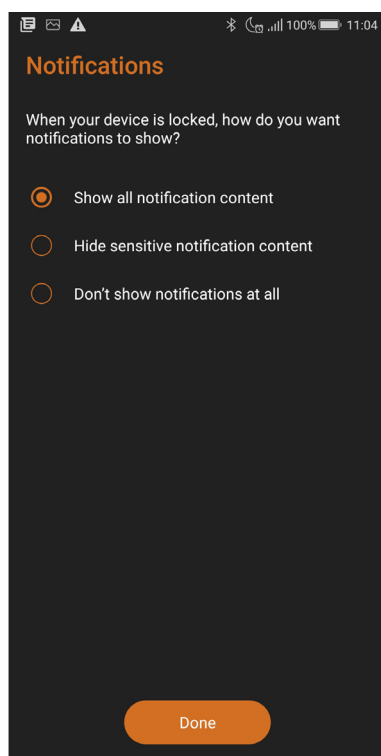 100% 11:04
Notifications
When your device is locked, how do you want
notifications to show?
Show all notification content
Hide sensitive notification content
Don't show notifications at all
Done